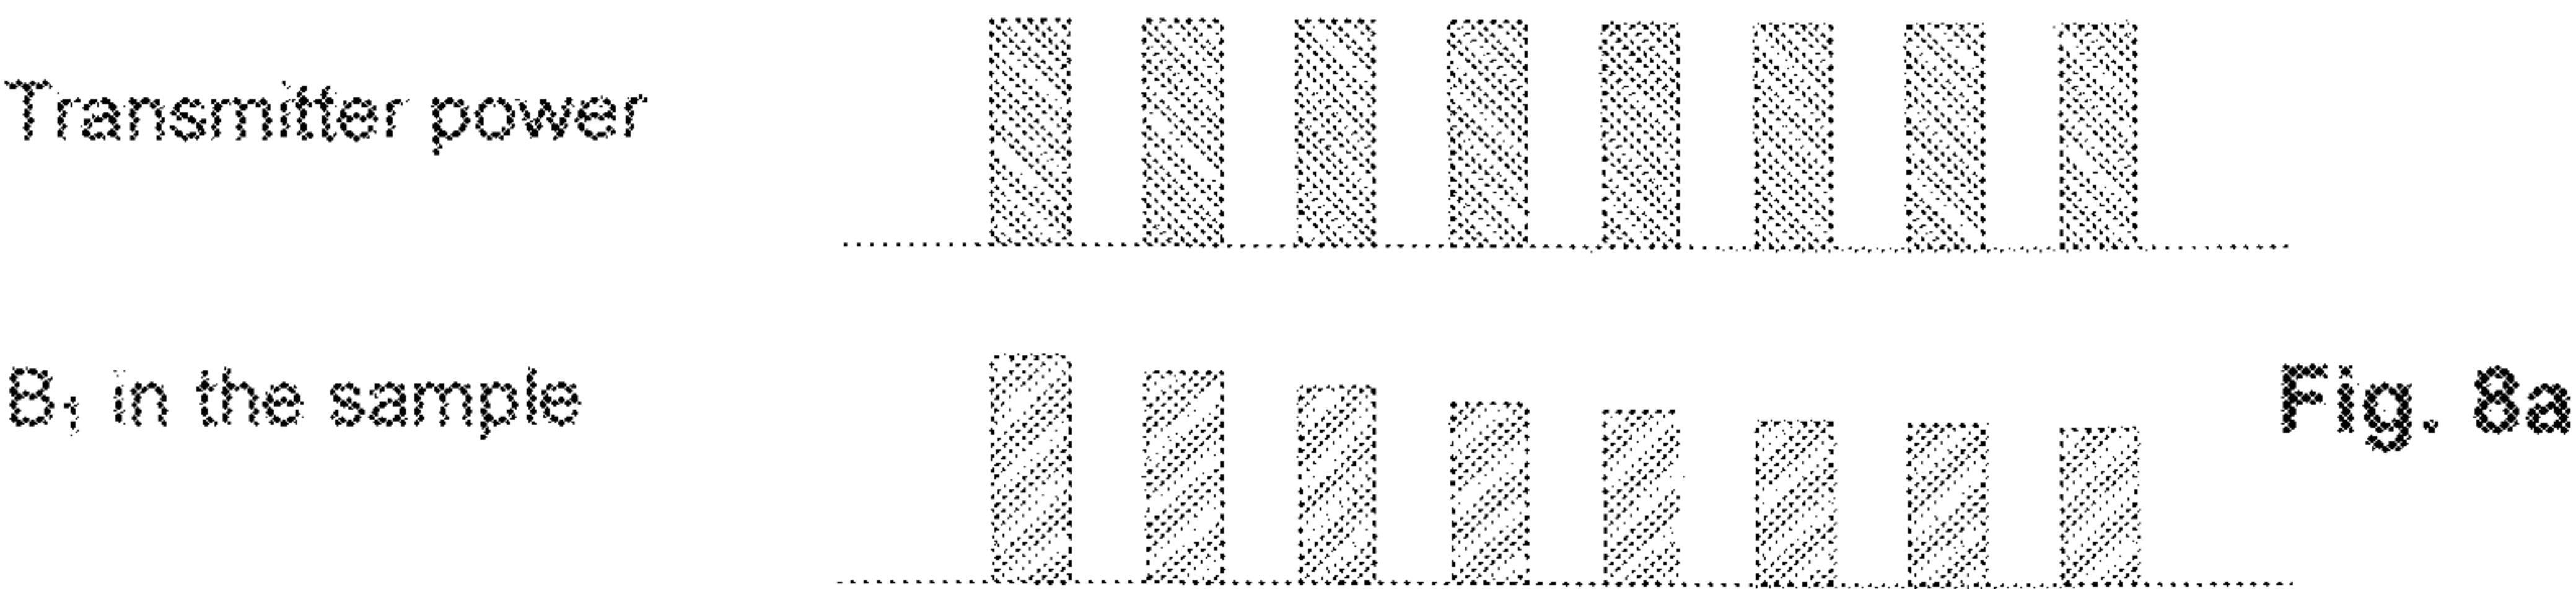 Transmitter power
B₁ in the sample
Fig. 8a